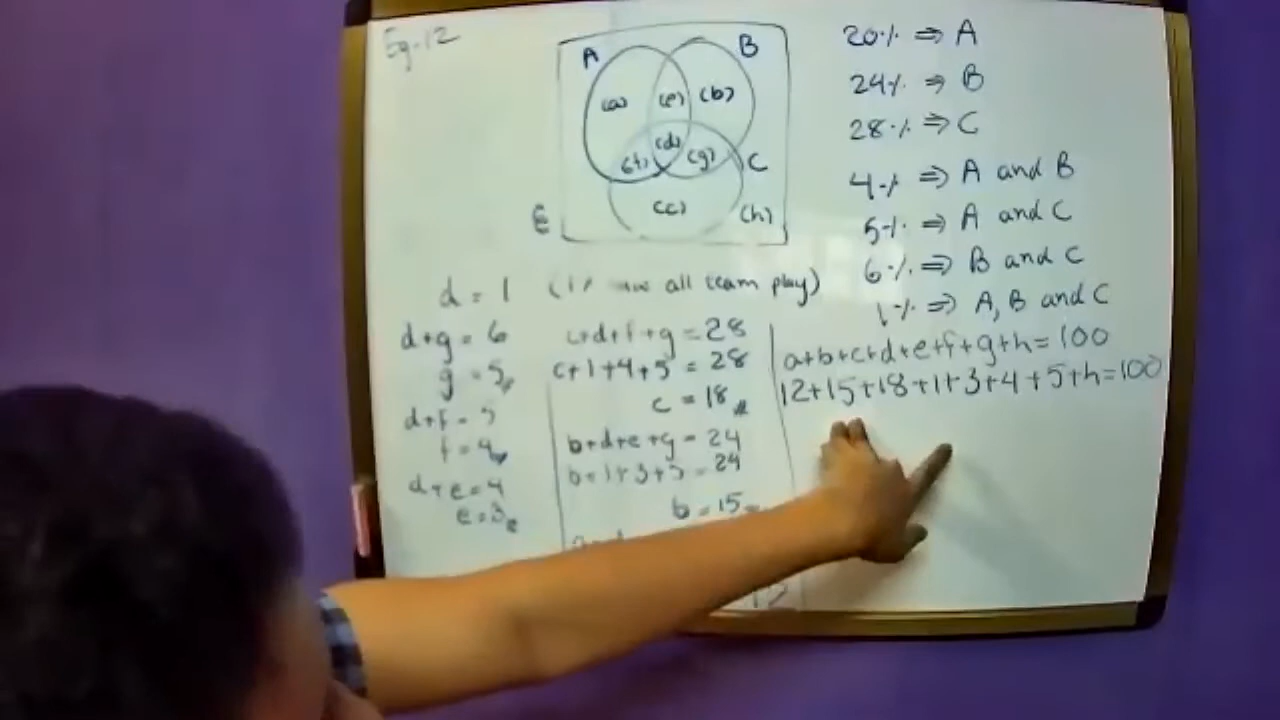 Eg-12
A
B
(a)
(e)
(b)
(d)
(f)
(g)
C
(c)
(h)
20% ⇒ A
24% ⇒ B
28% ⇒ C
4% ⇒ A and B
5% ⇒ A and C
6% ⇒ B and C
1% ⇒ A, B and C
d = 1 (1% all team play)
d+g = 6
g = 5
d+f = 5
f = 4
d+e = 4
e = 3
c+d+f+g = 28
c+1+4+5 = 28
c = 18
b+d+e+g = 24
b+1+3+5 = 24
b = 15
a+b+c+d+e+f+g+h = 100
12+15+18+1+3+4+5+h = 100